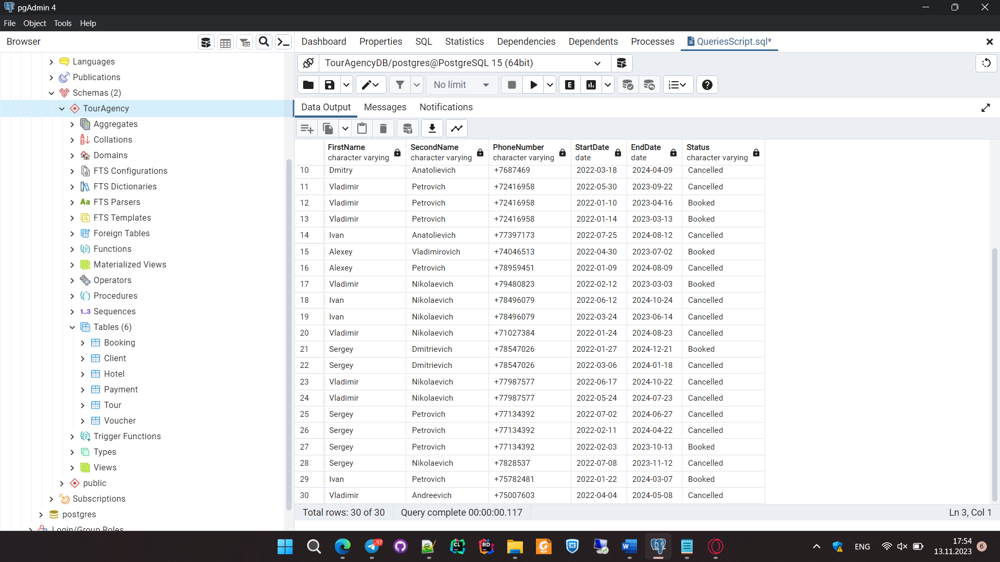 pgAdmin 4
File Object Tools Help
Browser
Dashboard Properties SQL Statistics Dependencies Dependents Processes QueriesScript.sql*
Languages
Publications
Schemas (2)
TourAgency
Aggregates
Collations
Domains
FTS Configurations
FTS Dictionaries
Aa FTS Parsers
FTS Templates
Foreign Tables
Functions
Materialized Views
Operators
Procedures
1..3 Sequences
Tables (6)
Booking
Client
Hotel
Payment
Tour
Voucher
Trigger Functions
Types
Views
public
Subscriptions
postgres
Login/Group Roles
TourAgencyDB/postgres@PostgreSQL 15 (64bit)
No limit
E
Data Output Messages Notifications
FirstName SecondName PhoneNumber StartDate EndDate Status
character varying character varying character varying date date character varying
10 Dmitry Anatolievich +7687469 2022-03-18 2024-04-09 Cancelled
11 Vladimir Petrovich +72416958 2022-05-30 2023-09-22 Cancelled
12 Vladimir Petrovich +72416958 2022-01-10 2023-04-16 Booked
13 Vladimir Petrovich +72416958 2022-01-14 2023-03-13 Booked
14 Ivan Anatolievich +77397173 2022-07-25 2024-08-12 Cancelled
15 Alexey Vladimirovich +74046513 2022-04-30 2023-07-02 Booked
16 Alexey Petrovich +78959451 2022-01-09 2024-08-09 Cancelled
17 Vladimir Nikolaevich +79480823 2022-02-12 2023-03-03 Booked
18 Ivan Nikolaevich +78496079 2022-06-12 2024-10-24 Cancelled
19 Ivan Nikolaevich +78496079 2022-03-24 2023-06-14 Cancelled
20 Vladimir Nikolaevich +71027384 2022-01-24 2024-08-23 Cancelled
21 Sergey Dmitrievich +78547026 2022-01-27 2024-12-21 Booked
22 Sergey Dmitrievich +78547026 2022-03-06 2024-01-18 Cancelled
23 Vladimir Nikolaevich +77987577 2022-06-17 2024-10-22 Cancelled
24 Vladimir Nikolaevich +77987577 2022-05-24 2024-07-23 Cancelled
25 Sergey Petrovich +77134392 2022-07-02 2024-06-27 Cancelled
26 Sergey Petrovich +77134392 2022-02-11 2024-04-22 Cancelled
27 Sergey Petrovich +77134392 2022-02-03 2023-10-13 Booked
28 Sergey Nikolaevich +7828537 2022-07-08 2023-11-12 Cancelled
29 Ivan Petrovich +75782481 2022-01-22 2024-03-07 Booked
30 Vladimir Andreevich +75007603 2022-04-04 2024-05-08 Cancelled
Total rows: 30 of 30 Query complete 00:00:00.117 Ln 3, Col 1
..97 CL RD PDF W ENG 17:54 6
13.11.2023